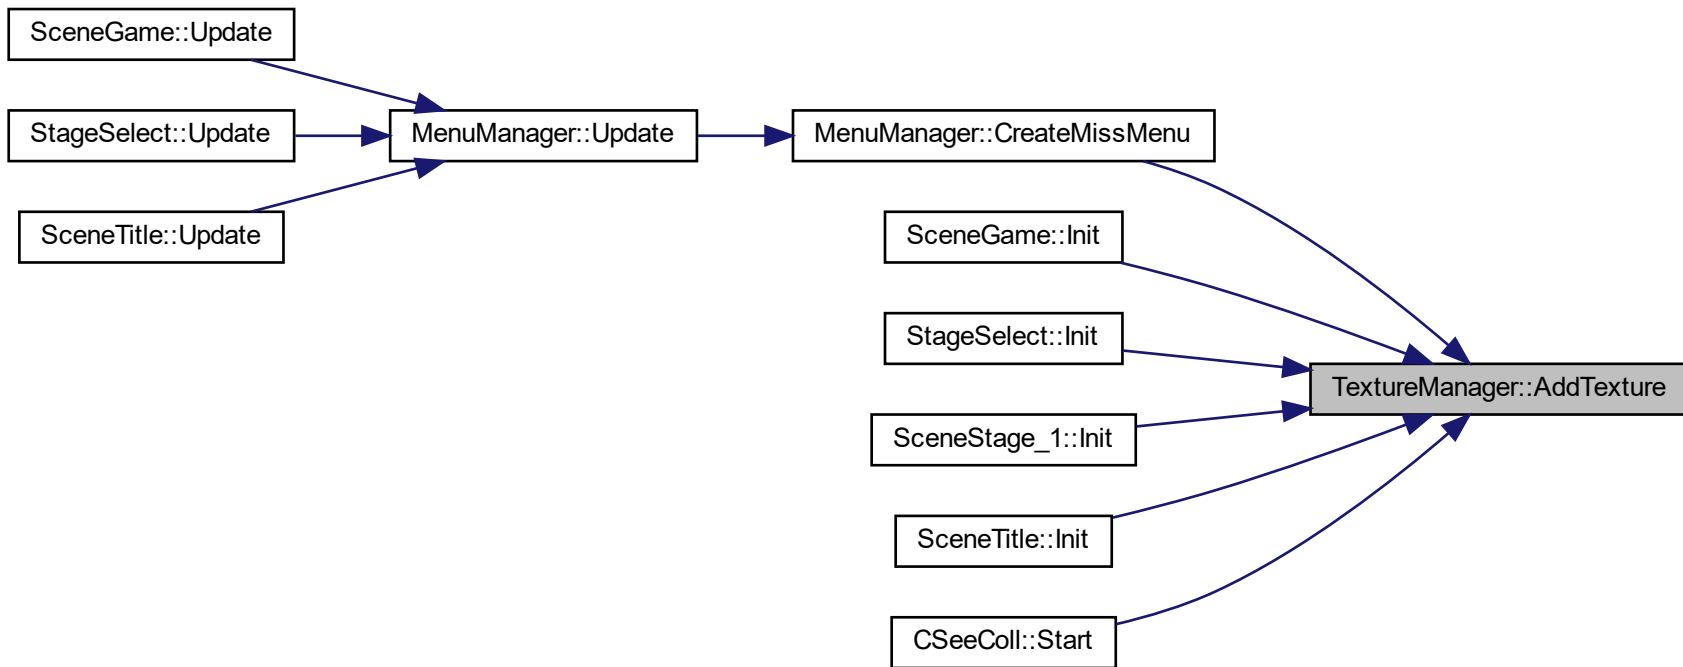 SceneGame::Update
StageSelect::Update
MenuManager::Update
MenuManager::CreateMissMenu
SceneTitle::Update
SceneGame::Init
StageSelect::Init
TextureManager::AddTexture
SceneStage_1::Init
SceneTitle::Init
CSeeColl::Start